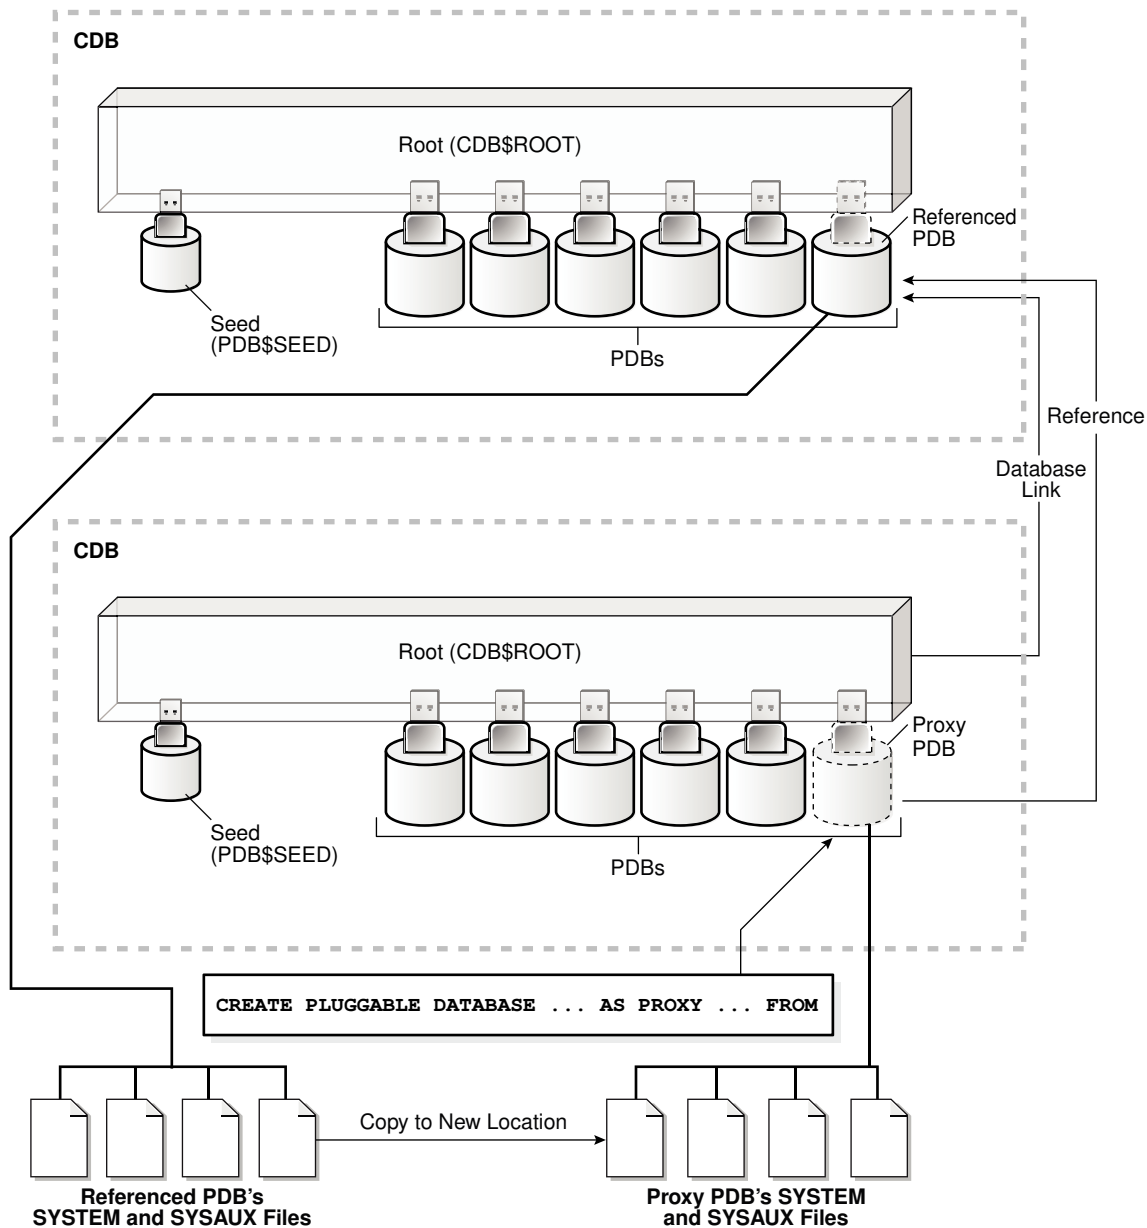 CDB
Root (CDB$ROOT)
Referenced
PDB
Seed
(PDB$SEED)
PDBs
Reference
Database
Link
CDB
Root (CDB$ROOT)
Proxy
PDB
Seed
(PDB$SEED)
PDBs
CREATE PLUGGABLE DATABASE ... AS PROXY ... FROM
Copy to New Location
Referenced PDB's
SYSTEM and SYSAUX Files
Proxy PDB's SYSTEM
and SYSAUX Files